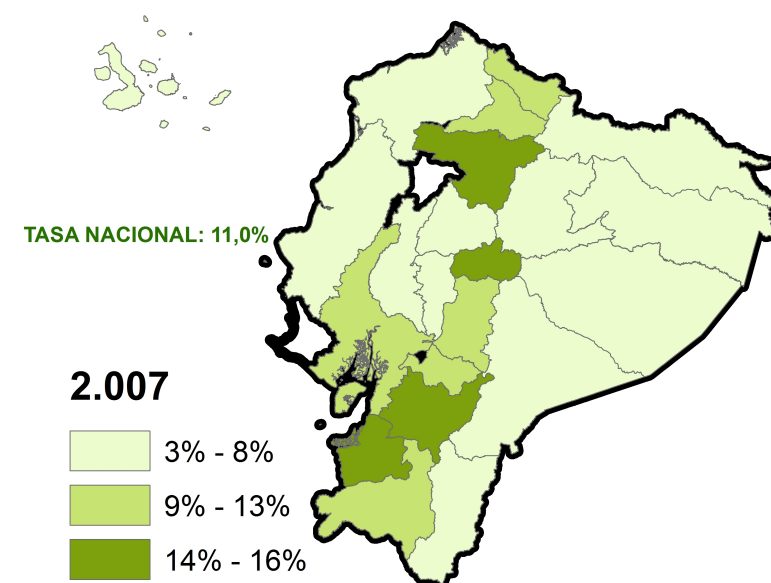 TASA NACIONAL: 11,0%
2.007
3% - 8%
9% - 13%
14% - 16%